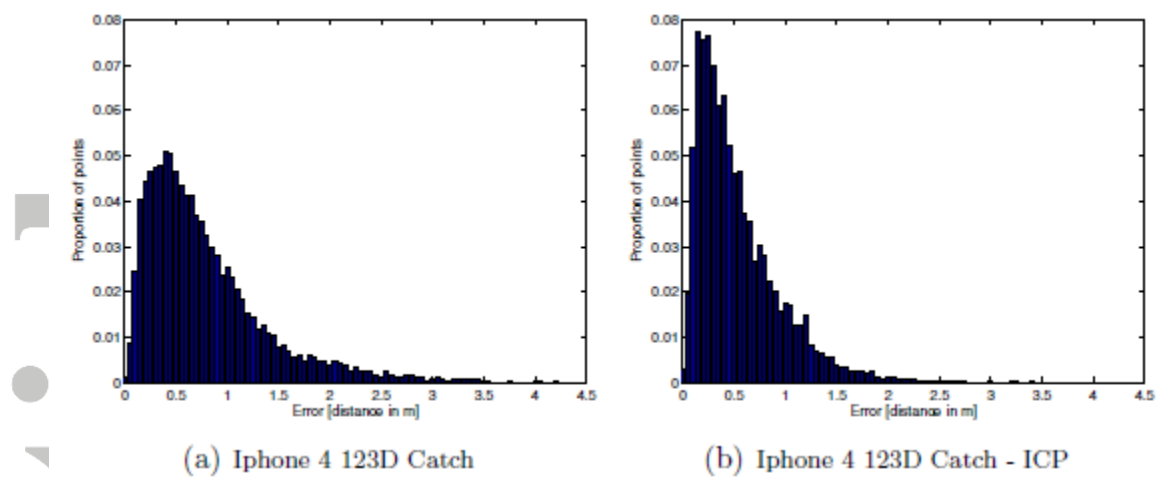 0.08
0.07
0.06
0.05
0.04
0.03
0.02
0.01
0
Proportion of points
0 0.5 1 1.5 2 2.5 3 3.5 4 4.5
Error [distance in m]
(a) Iphone 4 123D Catch
0.08
0.07
0.06
0.05
0.04
0.03
0.02
0.01
0
Proportion of points
0 0.5 1 1.5 2 2.5 3 3.5 4 4.5
Error [distance in m]
(b) Iphone 4 123D Catch - ICP